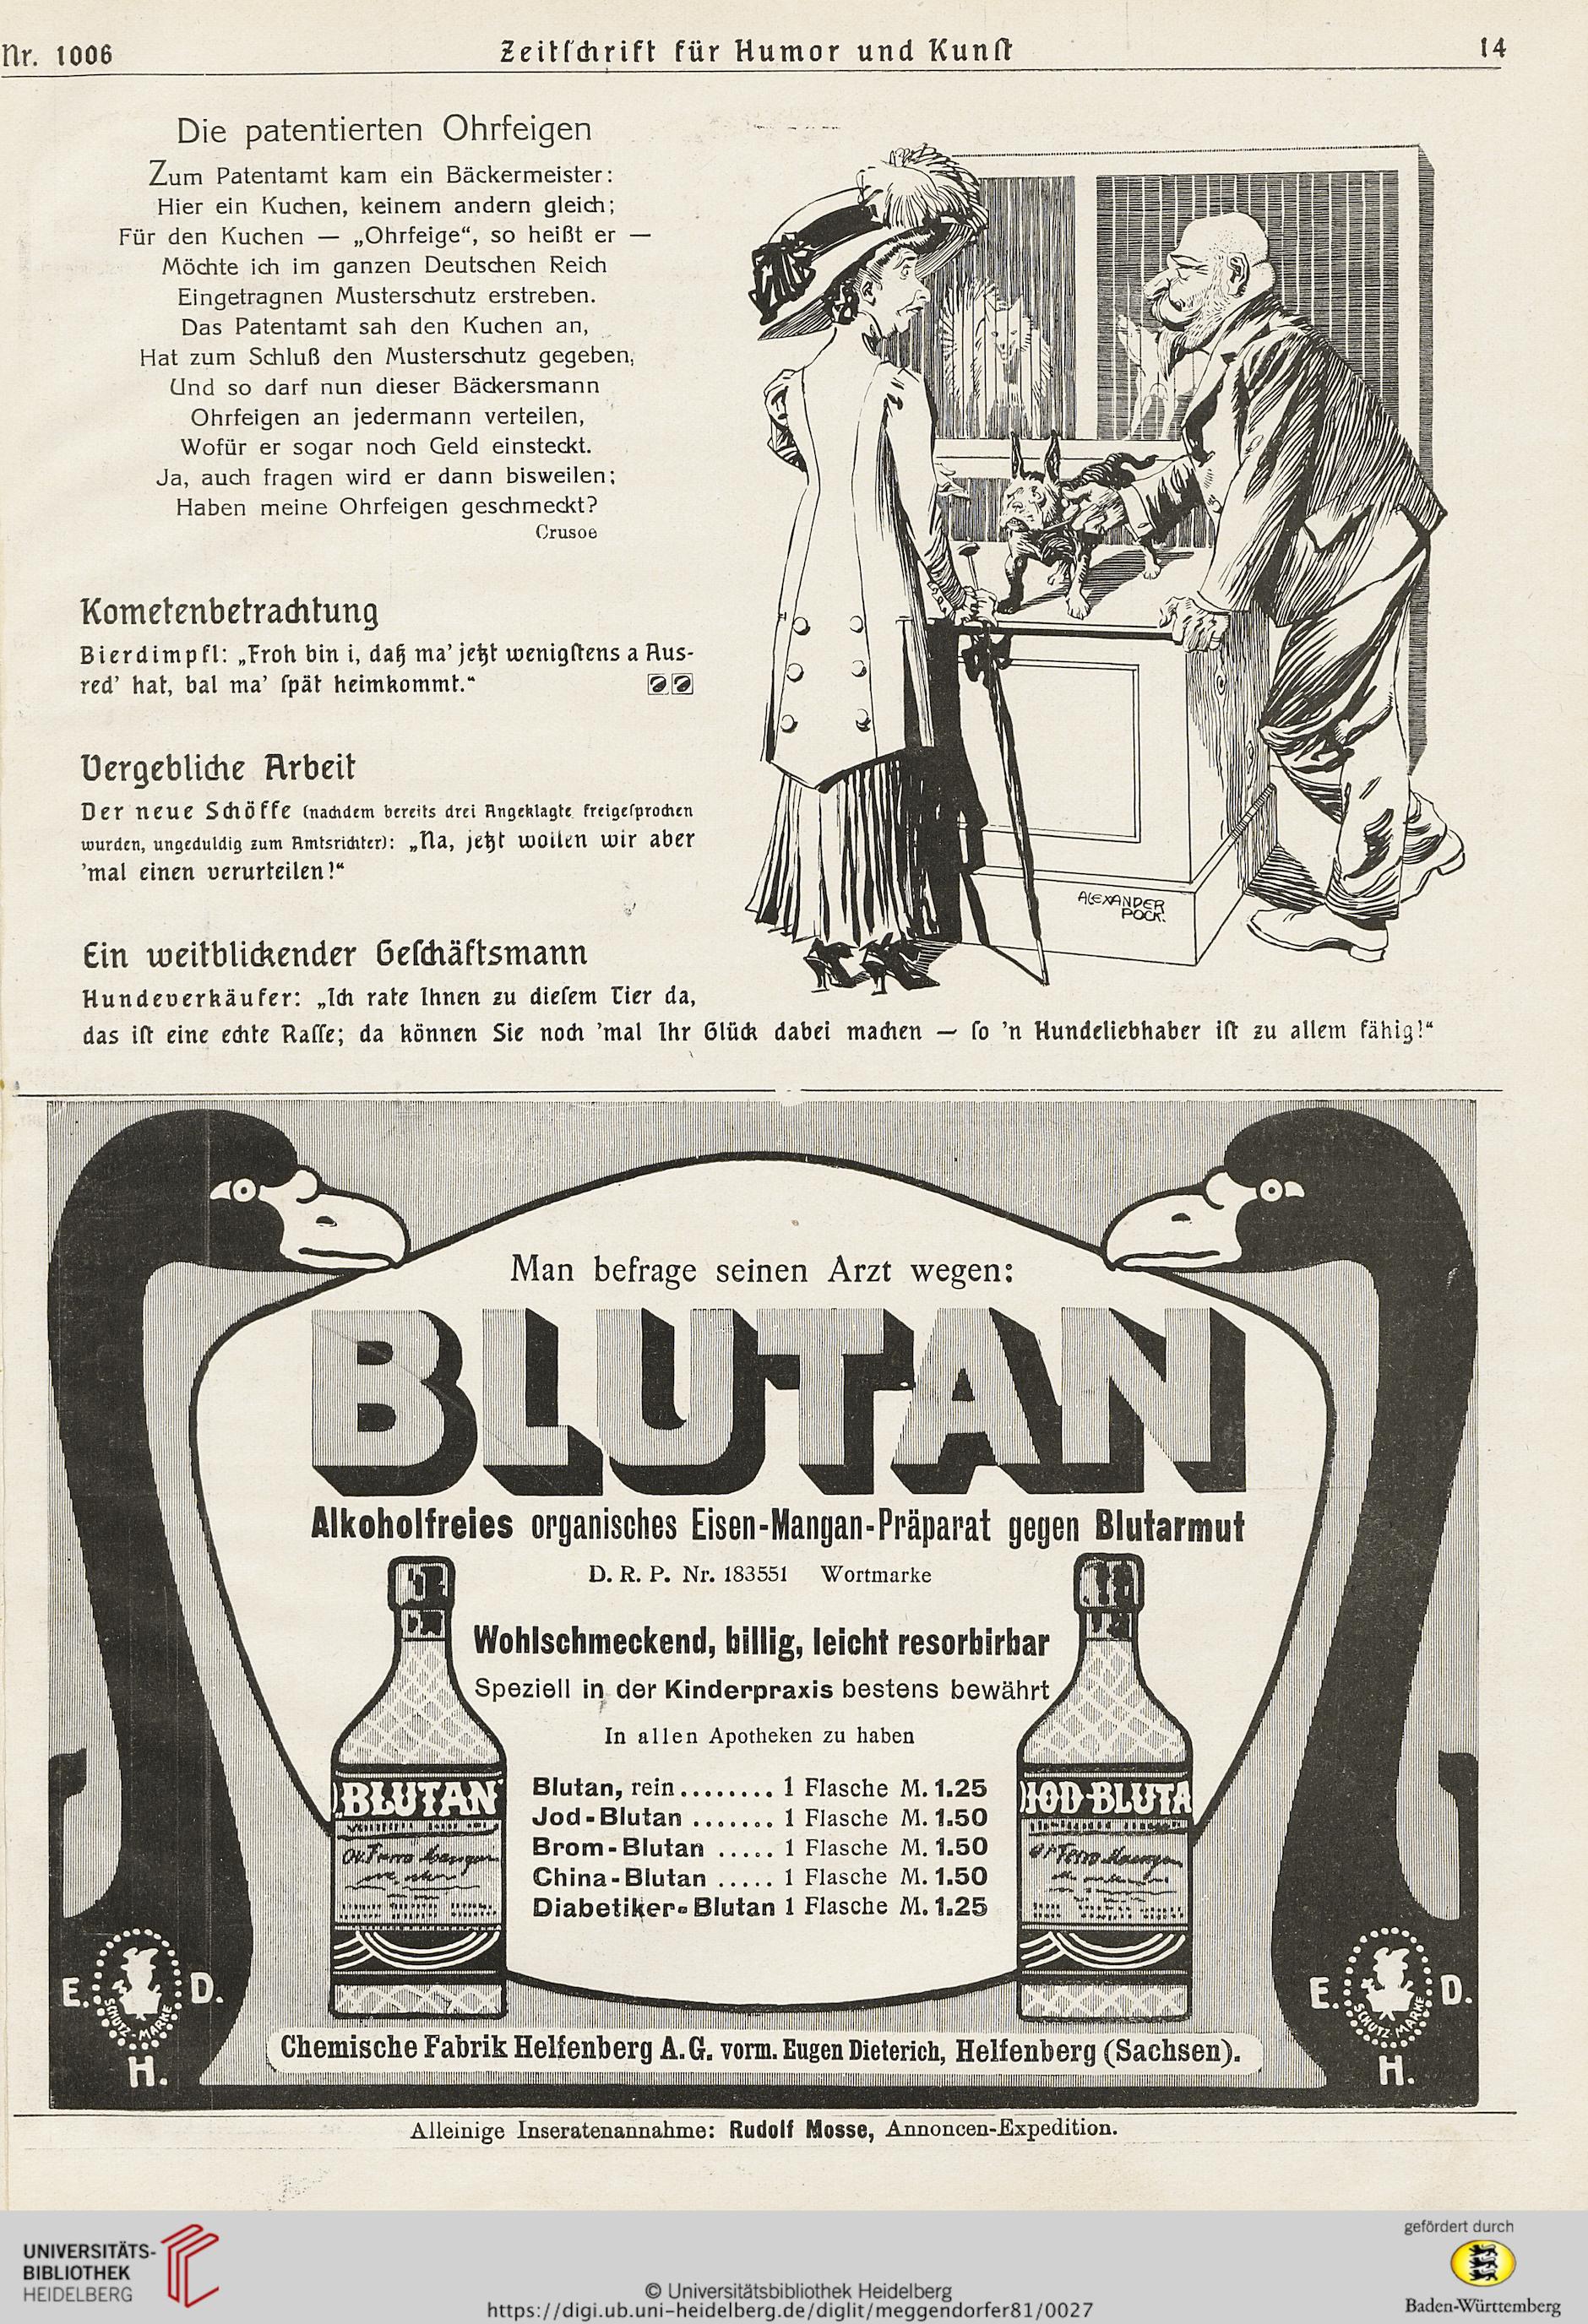 Nr. 1006
Zeitschrift für Humor und Kunst
14
Die patentierten Ohrfeigen
Zum Patentamt kam ein Bäckermeister:
Hier ein Kuchen, keinem andern gleich;
Für den Kuchen — „Ohrfeige“, so heißt er —
Möchte ich im ganzen Deutschen Reich
Eingetragnen Musterschutz erstreben.
Das Patentamt sah den Kuchen an,
Hat zum Schluß den Musterschutz gegeben,
Und so darf nun dieser Bäckersmann
Ohrfeigen an jedermann verteilen,
Wofür er sogar noch Geld einsteckt.
Ja, auch fragen wird er dann bisweilen;
Haben meine Ohrfeigen geschmeckt?
Crusoe
Kometenbetrachtung
Bierdimpfl: „Froh bin i, daß ma' jetzt wenigstens a Aus-
red' hat, bal ma' spät heimkommt.“
Vergebliche Arbeit
Der neue Schöffe (nachdem bereits drei Angeklagte freigesprochen
wurden, ungeduldig zum Amtsrichter): „Na, jetzt wollen wir aber
'mal einen verurteilen!“
Ein weitblickender Geschäftsmann
Hundeverkäufer: „Ich rate Ihnen zu diesem Tier da,
das ist eine echte Rasse; da können Sie noch 'mal Ihr Glück dabei machen — so 'n Hundeliebhaber ist zu allem fähig!“
ALEXANDER
POCK.
Man befrage seinen Arzt wegen:
BLUTAN
Alkoholfreies organisches Eisen-Mangan-Präparat gegen Blutarmut
D. R. P. Nr. 183551 Wortmarke
Wohlschmeckend, billig, leicht resorbirbar
Speziell in der Kinderpraxis bestens bewährt
In allen Apotheken zu haben
Blutan, rein ........ 1 Flasche M. 1.25
Jod-Blutan ....... 1 Flasche M. 1.50
Brom-Blutan ..... 1 Flasche M. 1.50
China-Blutan ..... 1 Flasche M. 1.50
Diabetiker-Blutan 1 Flasche M. 1.25
BLUTAN
JOD-BLUTA
E. D.
SCHUTZ-MARKE
H.
E. D.
SCHUTZ-MARKE
H.
Chemische Fabrik Helfenberg A. G. vorm. Eugen Dieterich, Helfenberg (Sachsen).
Alleinige Inseratenannahme: Rudolf Mosse, Annoncen-Expedition.
UNIVERSITÄTS-
BIBLIOTHEK
HEIDELBERG
© Universitätsbibliothek Heidelberg
https://digi.ub.uni-heidelberg.de/diglit/meggendorfer81/0027
gefördert durch
Baden-Württemberg